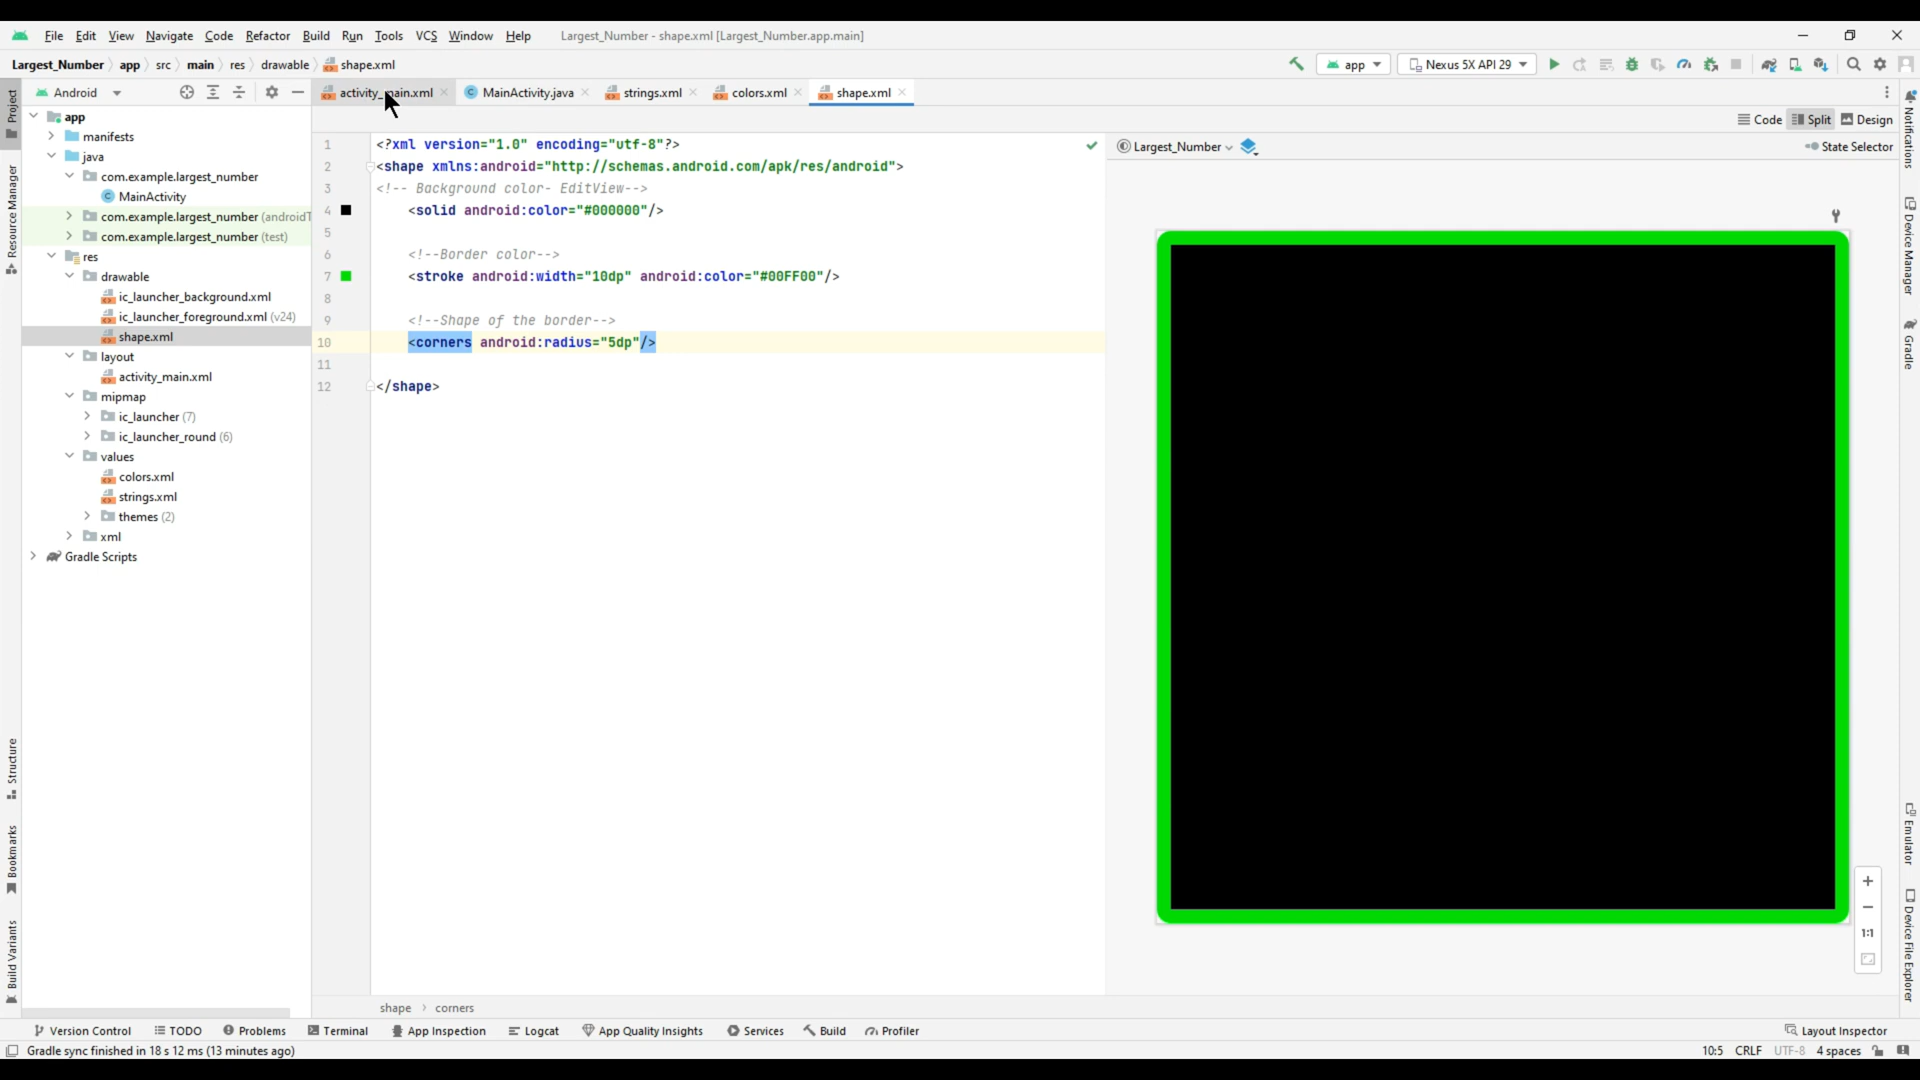 File Edit View Navigate Code Refactor Build Run Tools VCS Window Help Largest_Number - shape.xml [Largest_Number.app.main]
Largest_Number app src main res drawable shape.xml app Nexus 5X API 29
Android activity_main.xml MainActivity.java strings.xml colors.xml shape.xml
Code Split Design
Largest_Number State Selector
Project
Resource Manager
Structure
Bookmarks
Build Variants
app
manifests
java
com.example.largest_number
MainActivity
com.example.largest_number (androidT
com.example.largest_number (test)
res
drawable
ic_launcher_background.xml
ic_launcher_foreground.xml (v24)
shape.xml
layout
activity_main.xml
mipmap
ic_launcher (7)
ic_launcher_round (6)
values
colors.xml
strings.xml
themes (2)
xml
Gradle Scripts
1 <?xml version="1.0" encoding="utf-8"?>
2 <shape xmlns:android="http://schemas.android.com/apk/res/android">
3 <!-- Background color- EditView-->
4 <solid android:color="#000000"/>
5
6 <!--Border color-->
7 <stroke android:width="10dp" android:color="#00FF00"/>
8
9 <!--Shape of the border-->
10 <corners android:radius="5dp"/>
11
12 </shape>
1:1
Notifications
Device Manager
Gradle
Emulator
Device File Explorer
shape corners
Version Control TODO Problems Terminal App Inspection Logcat App Quality Insights Services Build Profiler Layout Inspector
Gradle sync finished in 18 s 12 ms (13 minutes ago) 10:5 CRLF UTF-8 4 spaces